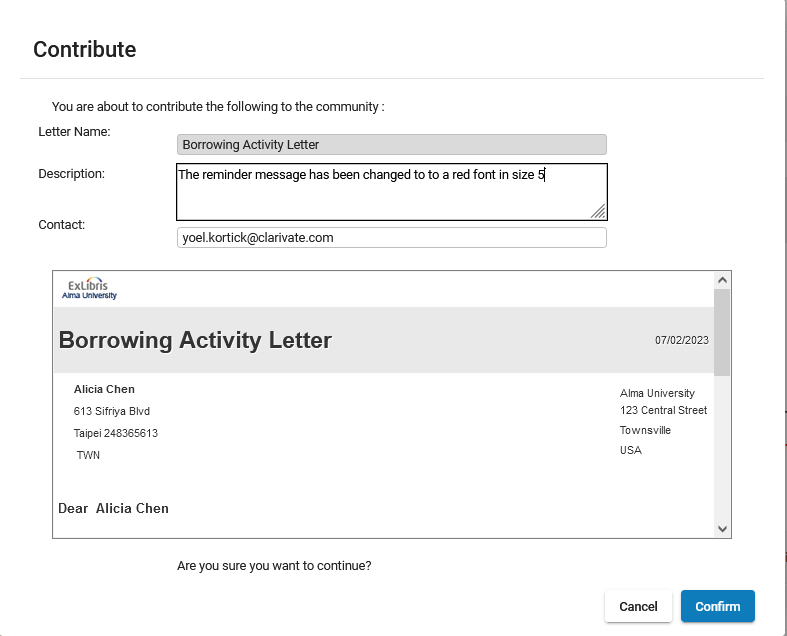 Contribute
You are about to contribute the following to the community :
Letter Name:
Borrowing Activity Letter
Description:
The reminder message has been changed to to a red font in size 5
Contact:
yoel.kortick@clarivate.com
ExLibris
Alma University
Borrowing Activity Letter
07/02/2023
Alicia Chen
613 Sifriya Blvd
Taipei 248365613
TWN
Alma University
123 Central Street
Townsville
USA
Dear Alicia Chen
Are you sure you want to continue?
Cancel
Confirm